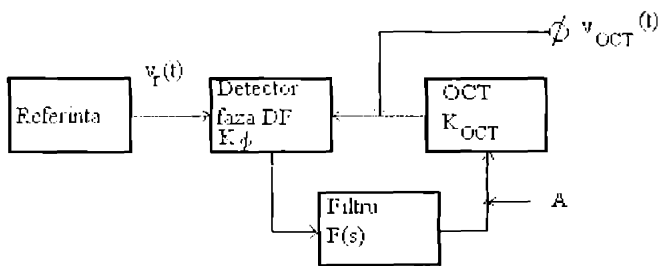 v_OCT(t)
v_r(t)
Referinta
Detector
faza DF
K_ϕ
OCT
K_OCT
Filtru
F(s)
A